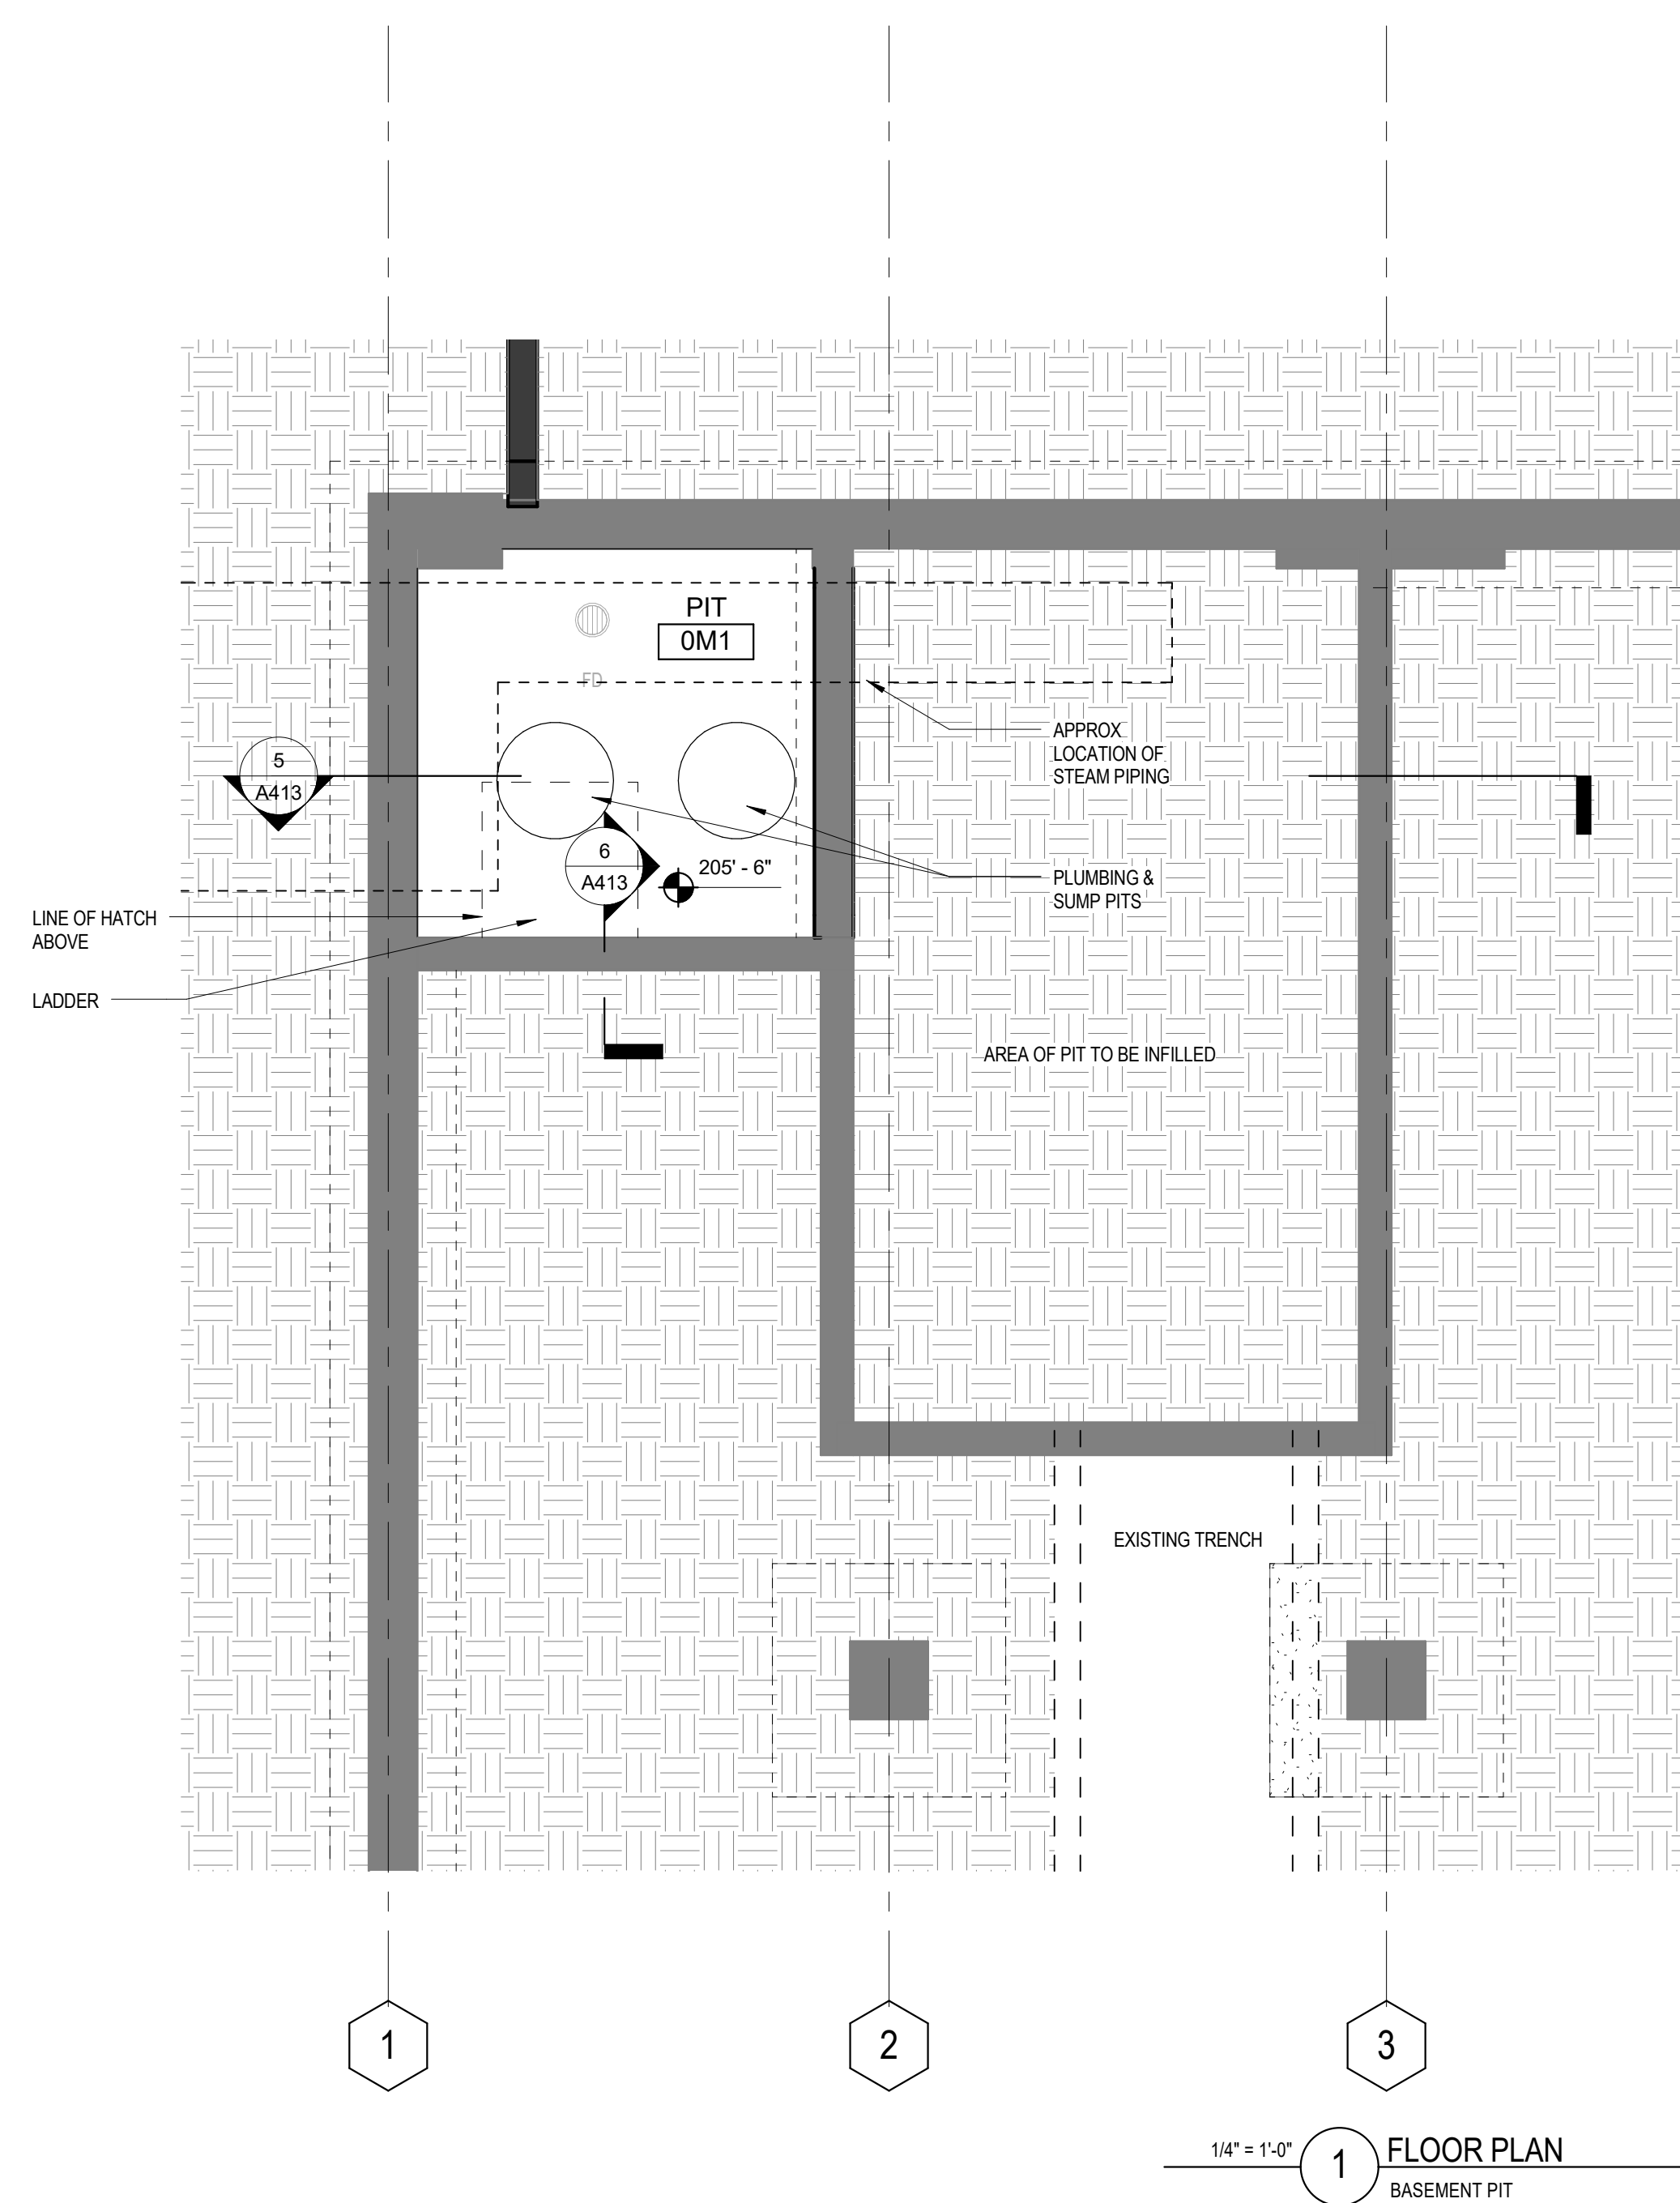 PIT
0M1
FD
5
A413
APPROX
LOCATION OF
STEAM PIPING
6
A413
205' - 6"
PLUMBING &
SUMP PITS
LINE OF HATCH
ABOVE
LADDER
AREA OF PIT TO BE INFILLED
EXISTING TRENCH
1
2
3
1/4" = 1'-0"
1
FLOOR PLAN
BASEMENT PIT